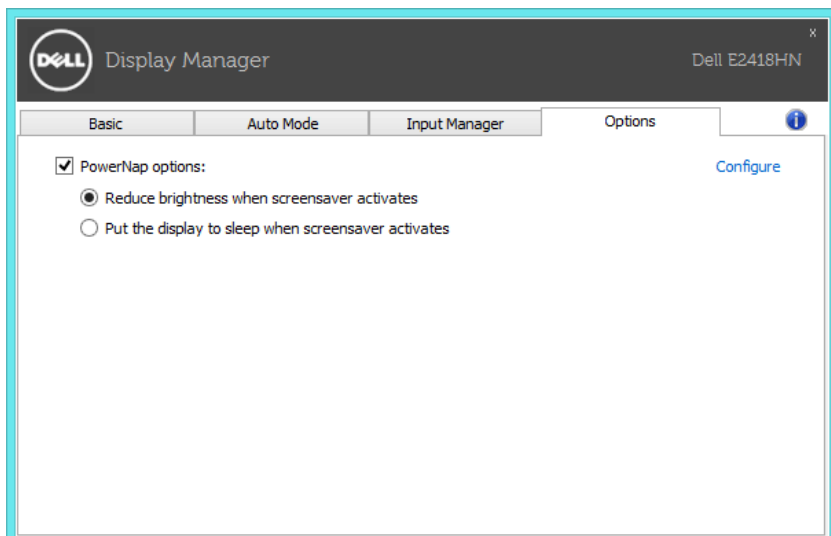 DELL Display Manager
x
Dell E2418HN
Basic Auto Mode Input Manager Options
PowerNap options: Configure
Reduce brightness when screensaver activates
Put the display to sleep when screensaver activates